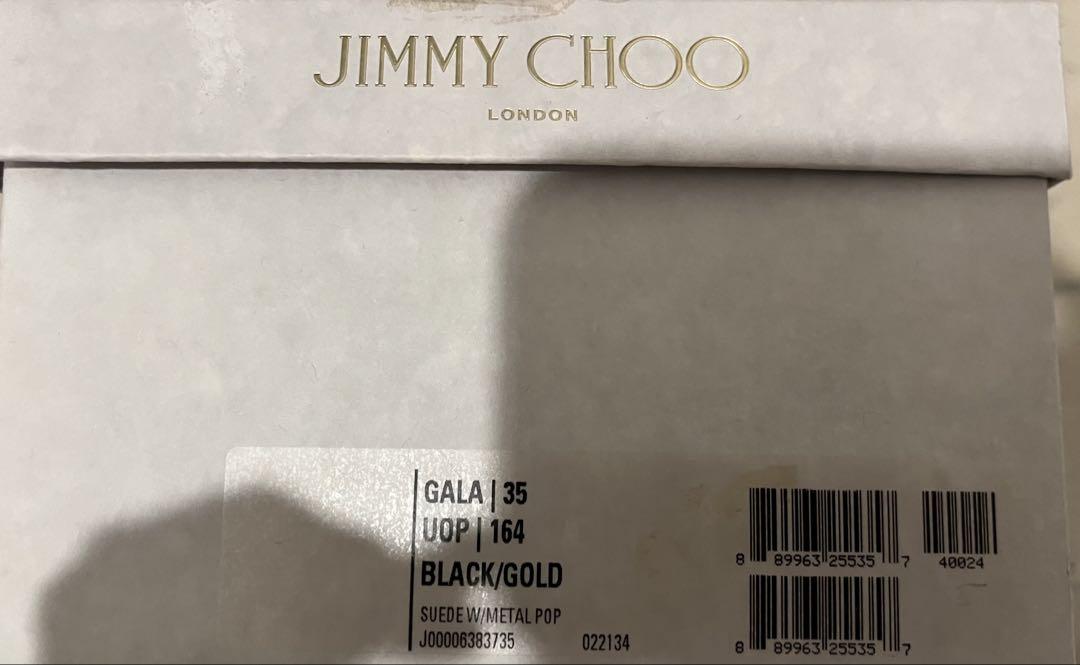 JIMMY CHOO
LONDON
GALA | 35
UOP | 164
BLACK/GOLD
SUEDE W/METAL POP
J00006383735 022134
8 89963 25535 7
40024
8 89963 25535 7